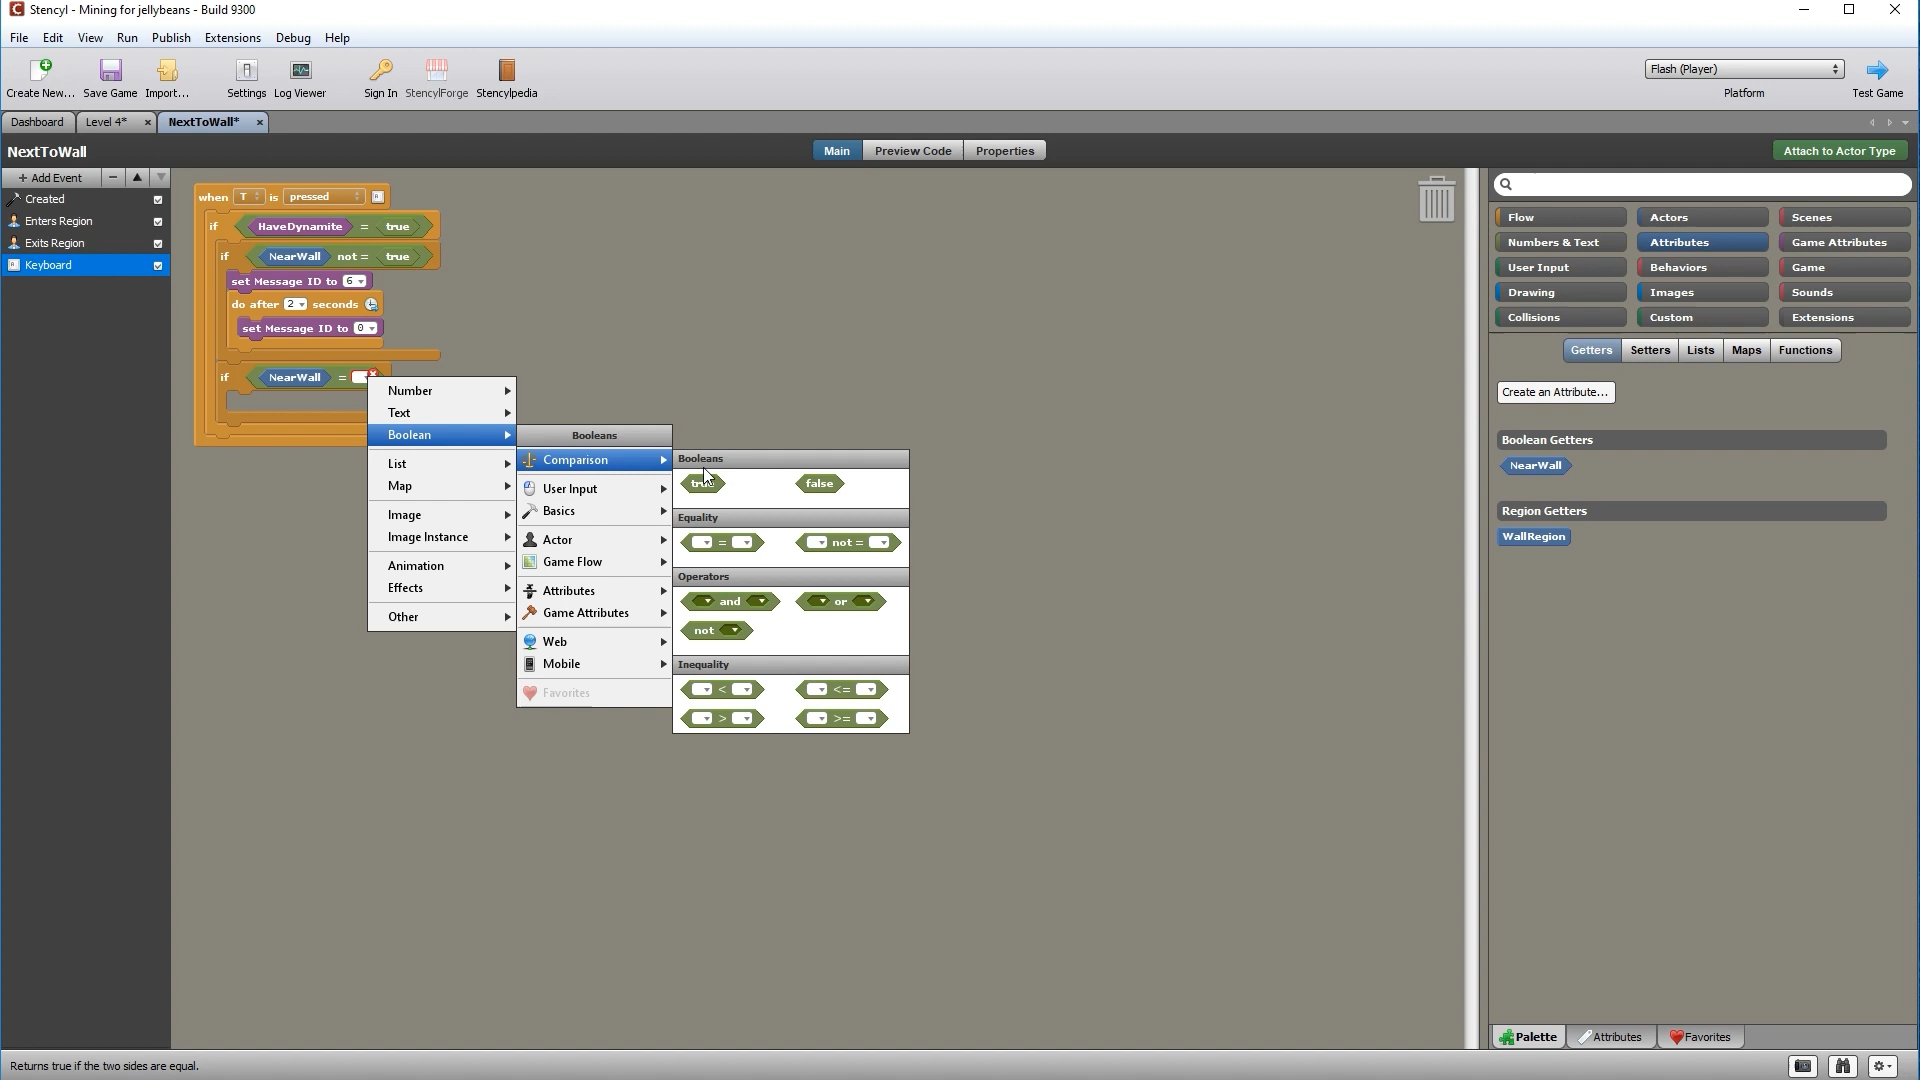 Stencyl - Mining for jellybeans - Build 9300
File Edit View Run Publish Extensions Debug Help
Create New... Save Game Import... Settings Log Viewer Sign In StencylForge Stencylpedia
Flash (Player)
Platform
Test Game
Dashboard Level 4* NextToWall*
NextToWall
Main Preview Code Properties
Attach to Actor Type
+ Add Event
Created
Enters Region
Exits Region
Keyboard
when T is pressed
if HaveDynamite = true
if NearWall not = true
set Message ID to 6
do after 2 seconds
set Message ID to 0
if NearWall =
Number
Text
Boolean
List
Map
Image
Image Instance
Animation
Effects
Other
Booleans
Comparison
User Input
Basics
Actor
Game Flow
Attributes
Game Attributes
Web
Mobile
Favorites
Booleans
true false
Equality
= not =
Operators
and or
not
Inequality
< <=
> >=
Flow Actors Scenes
Numbers & Text Attributes Game Attributes
User Input Behaviors Game
Drawing Images Sounds
Collisions Custom Extensions
Getters Setters Lists Maps Functions
Create an Attribute...
Boolean Getters
NearWall
Region Getters
WallRegion
Palette Attributes Favorites
Returns true if the two sides are equal.